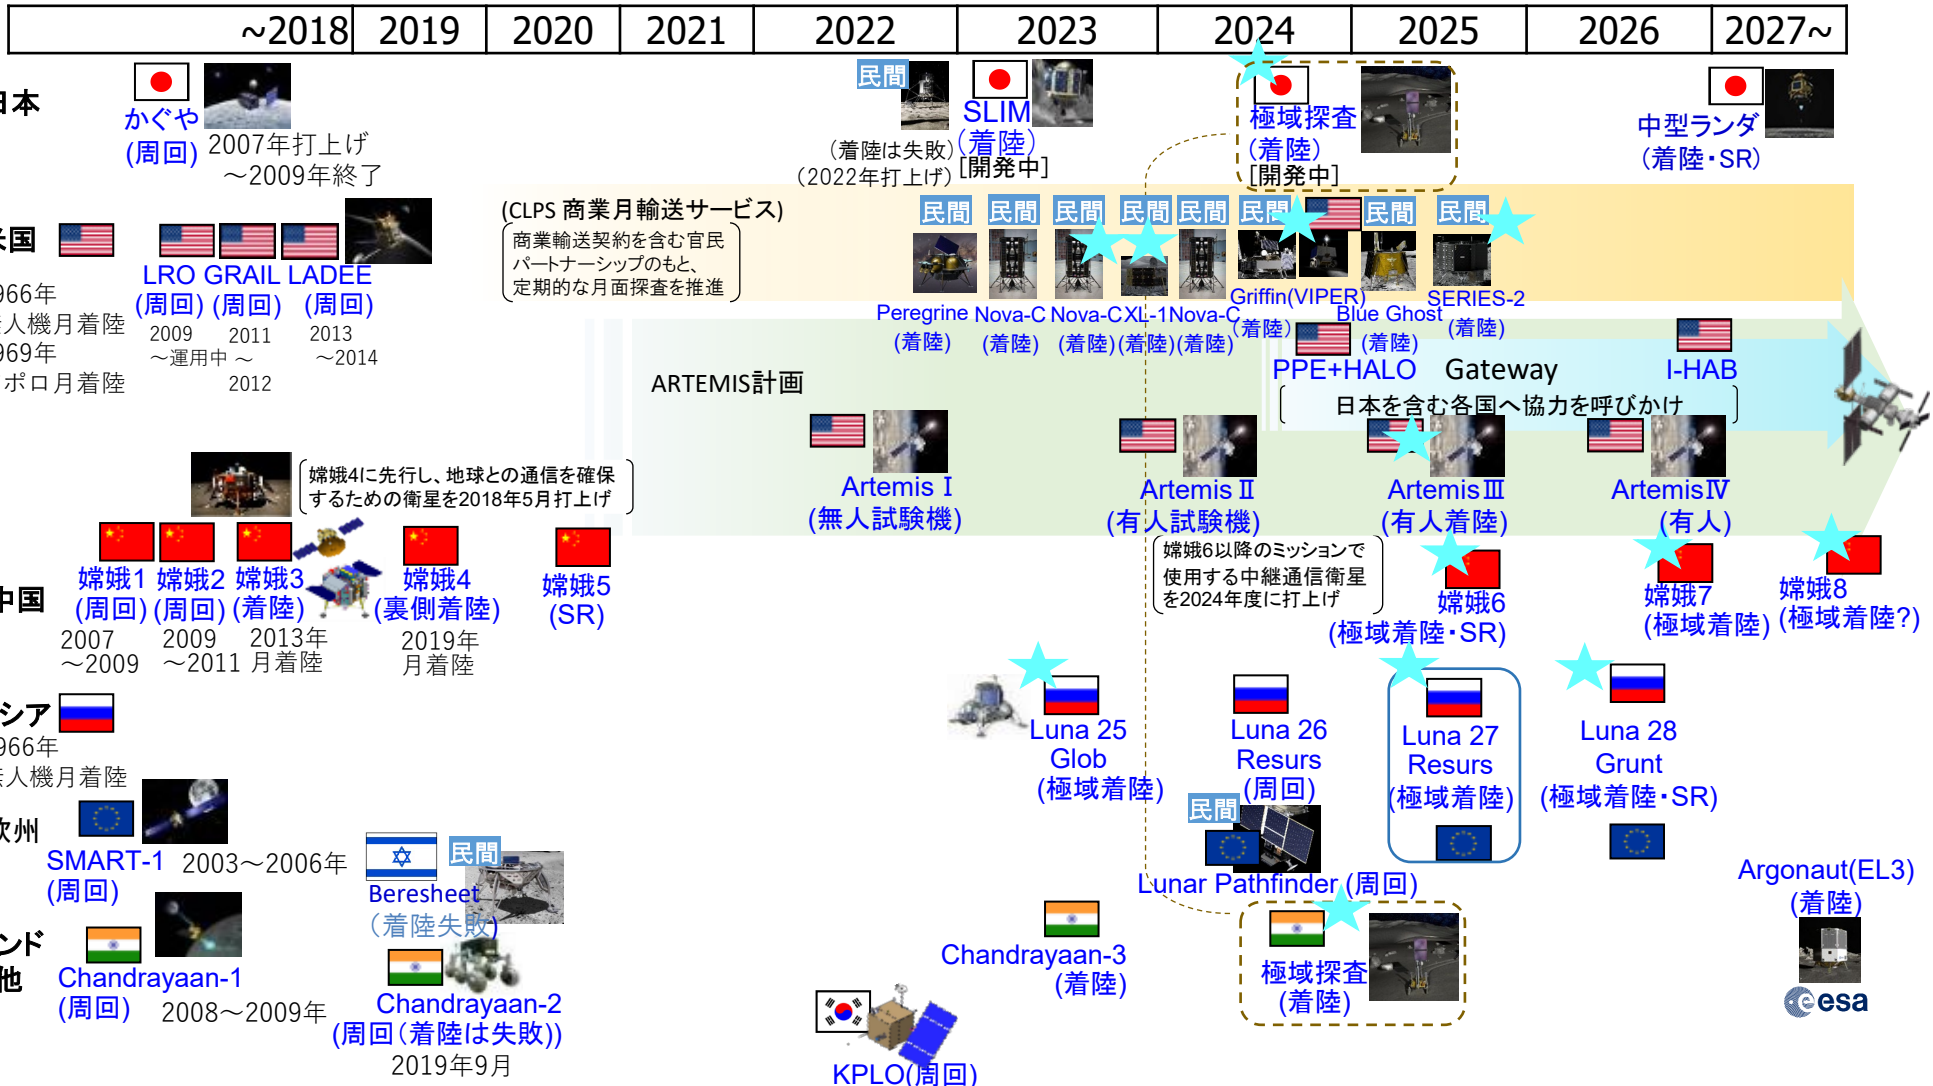 ~2018 2019 2020 2021 2022 2023 2024 2025 2026 2027~
日本
かぐや
(周回)
2007年打上げ
～2009年終了
民間
(着陸は失敗)
(2022年打上げ)
SLIM
(着陸)
[開発中]
極域探査
(着陸)
[開発中]
中型ランダ
(着陸・SR)
米国
1966年
無人機月着陸
1969年
アポロ月着陸
LRO GRAIL LADEE
(周回) (周回) (周回)
2009
～運用中
2011
～
2012
2013
～2014
(CLPS 商業月輸送サービス)
商業輸送契約を含む官民
パートナーシップのもと、
定期的な月面探査を推進
民間 民間 民間 民間 民間 民間 民間 民間
Peregrine
(着陸)
Nova-C
(着陸)
Nova-C
(着陸)
XL-1
(着陸)
Nova-C
(着陸)
Griffin(VIPER)
(着陸)
Blue Ghost
(着陸)
SERIES-2
(着陸)
ARTEMIS計画
PPE+HALO Gateway I-HAB
日本を含む各国へ協力を呼びかけ
Artemis Ⅰ
(無人試験機)
Artemis Ⅱ
(有人試験機)
ArtemisⅢ
(有人着陸)
ArtemisⅣ
(有人)
嫦娥4に先行し、地球との通信を確保
するための衛星を2018年5月打上げ
中国
嫦娥1
(周回)
2007
～2009
嫦娥2
(周回)
2009
～2011
嫦娥3
(着陸)
2013年
月着陸
嫦娥4
(裏側着陸)
2019年
月着陸
嫦娥5
(SR)
嫦娥6以降のミッションで
使用する中継通信衛星
を2024年度に打上げ
嫦娥6
(極域着陸・SR)
嫦娥7
(極域着陸)
嫦娥8
(極域着陸?)
シア
1966年
無人機月着陸
Luna 25
Glob
(極域着陸)
Luna 26
Resurs
(周回)
Luna 27
Resurs
(極域着陸)
Luna 28
Grunt
(極域着陸・SR)
欧州
SMART-1
(周回)
2003～2006年
Beresheet
民間
(着陸失敗)
民間
Lunar Pathfinder (周回)
Argonaut(EL3)
(着陸)
esa
ンド
他
Chandrayaan-1
(周回)
2008～2009年
Chandrayaan-2
(周回(着陸は失敗))
2019年9月
KPLO(周回)
Chandrayaan-3
(着陸)
極域探査
(着陸)